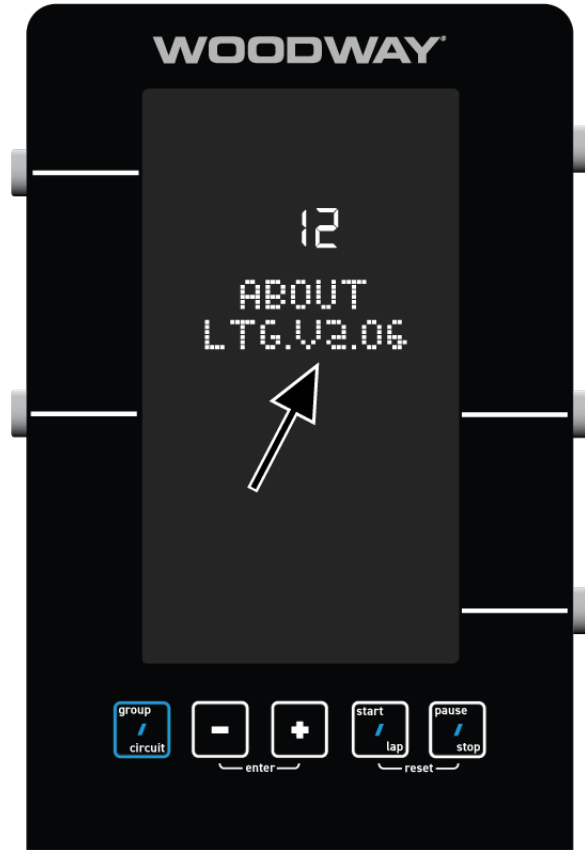 WOODWAY®
12
ABOUT
LTG.V2.06
group
circuit
-
+
start
lap
pause
stop
enter
reset